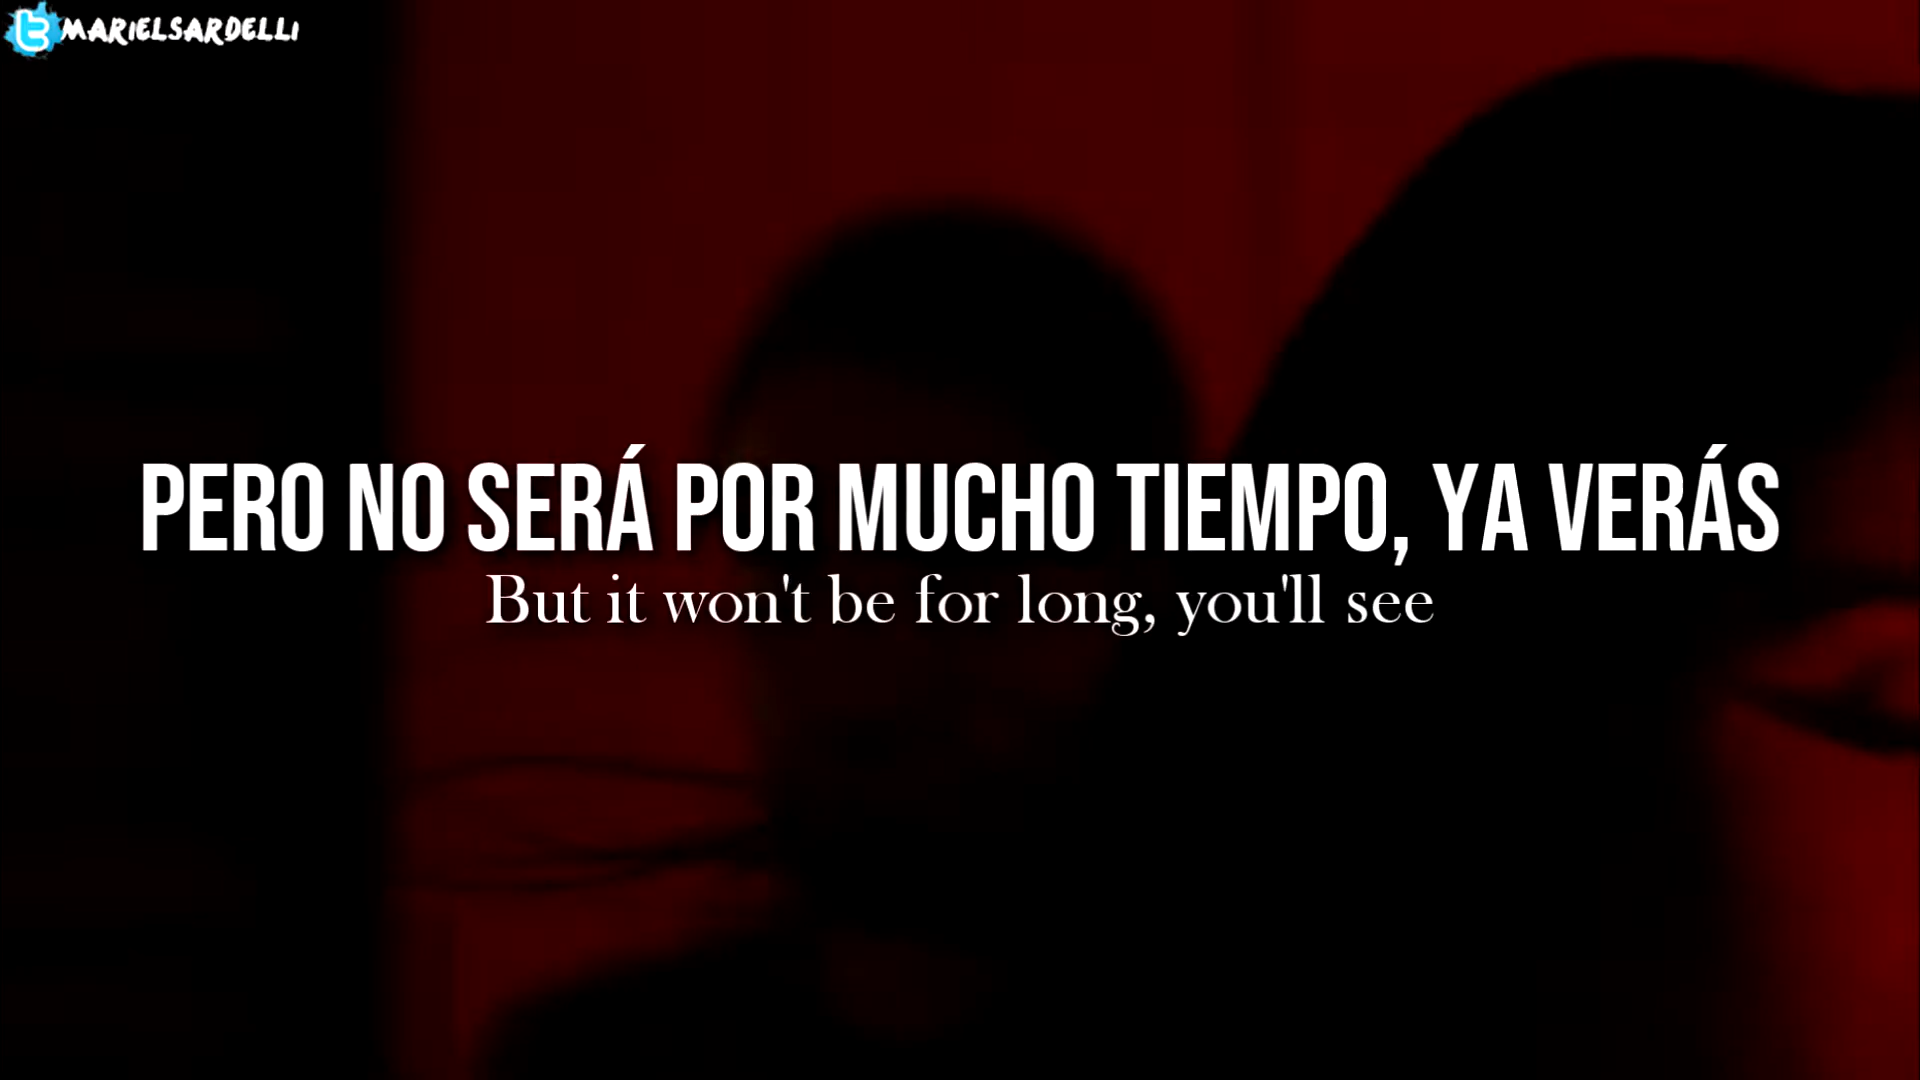 MARIELSARDELLI
PERO NO SERÁ POR MUCHO TIEMPO, YA VERÁS
But it won't be for long, you'll see